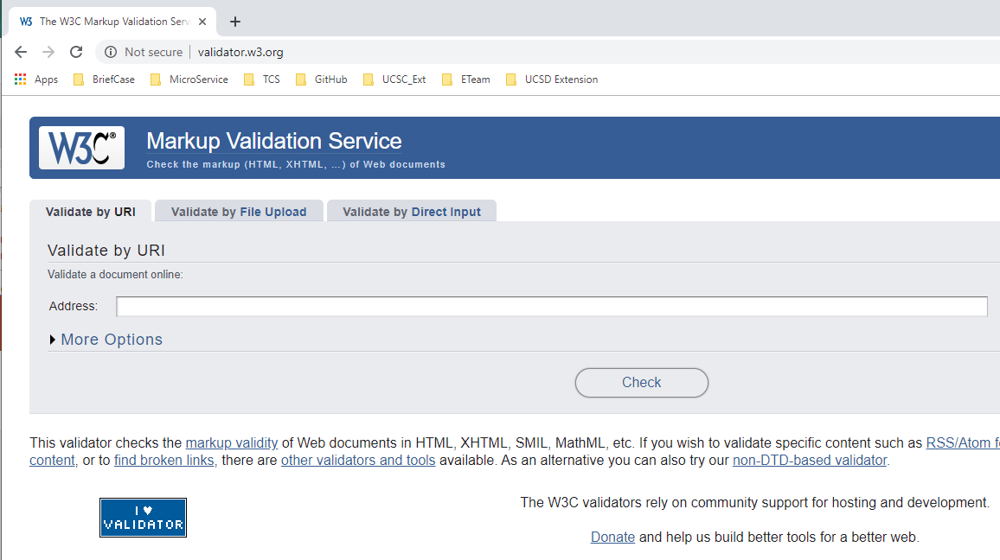 W3 The W3C Markup Validation Serv
Not secure | validator.w3.org
Apps BriefCase MicroService TCS GitHub UCSC_Ext ETeam UCSD Extension
W3C® Markup Validation Service
Check the markup (HTML, XHTML, …) of Web documents
Validate by URI Validate by File Upload Validate by Direct Input
Validate by URI
Validate a document online:
Address:
More Options
Check
This validator checks the markup validity of Web documents in HTML, XHTML, SMIL, MathML, etc. If you wish to validate specific content such as RSS/Atom fe
content, or to find broken links, there are other validators and tools available. As an alternative you can also try our non-DTD-based validator.
I ♥
VALIDATOR
The W3C validators rely on community support for hosting and development.
Donate and help us build better tools for a better web.